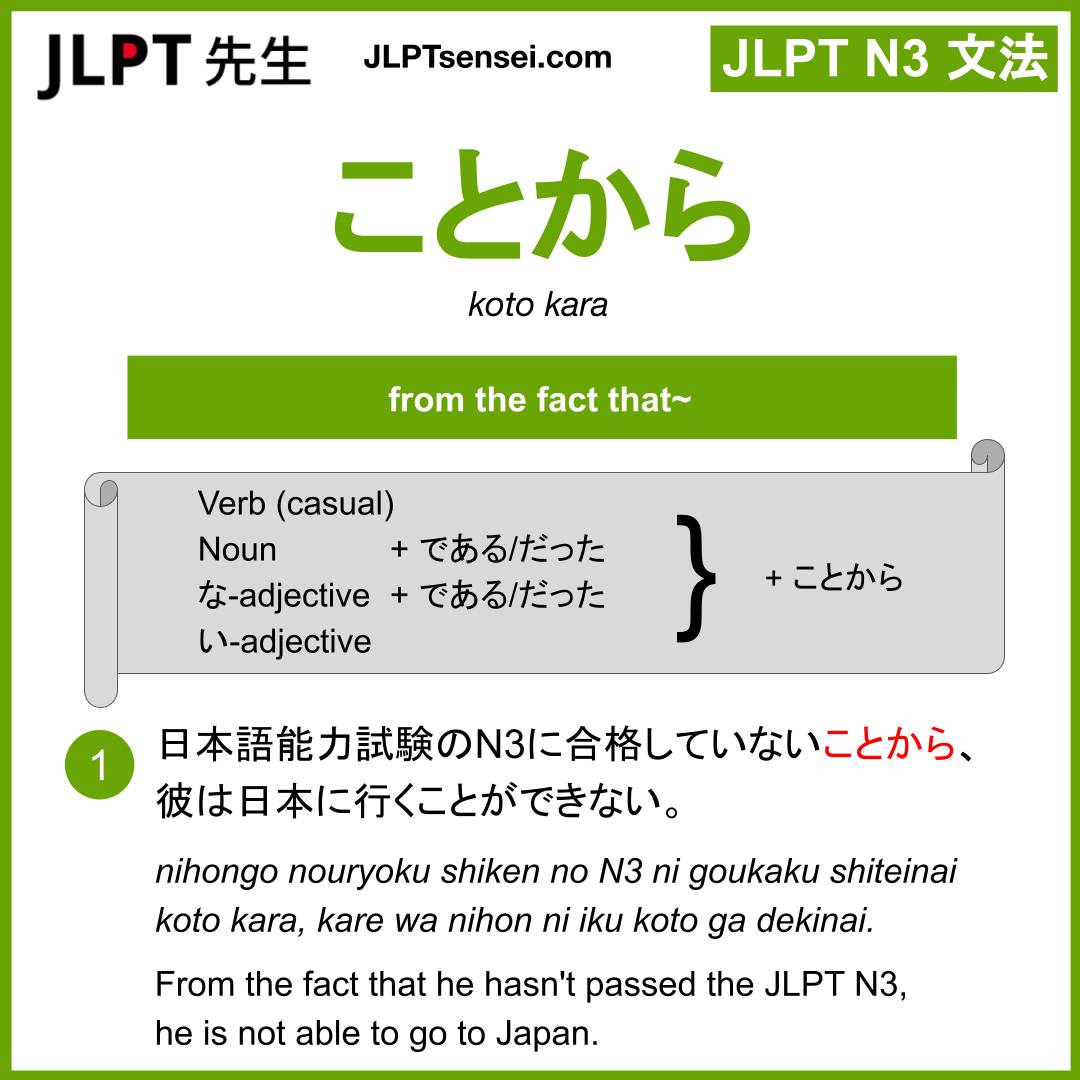 JLPT 先生
JLPTsensei.com
JLPT N3 文法
ことから
koto kara
from the fact that~
Verb (casual)
Noun + である/だった
な-adjective + である/だった
い-adjective
} + ことから
1
日本語能力試験のN3に合格していないことから、
彼は日本に行くことができない。
nihongo nouryoku shiken no N3 ni goukaku shiteinai
koto kara, kare wa nihon ni iku koto ga dekinai.
From the fact that he hasn't passed the JLPT N3,
he is not able to go to Japan.